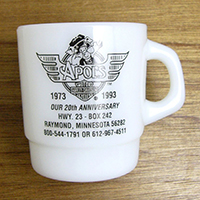 APOL'S
1973 1993
OUR 20th ANNIVERSARY
HWY. 23 - BOX 242
RAYMOND, MINNESOTA 56282
800-544-1791 OR 612-967-4511